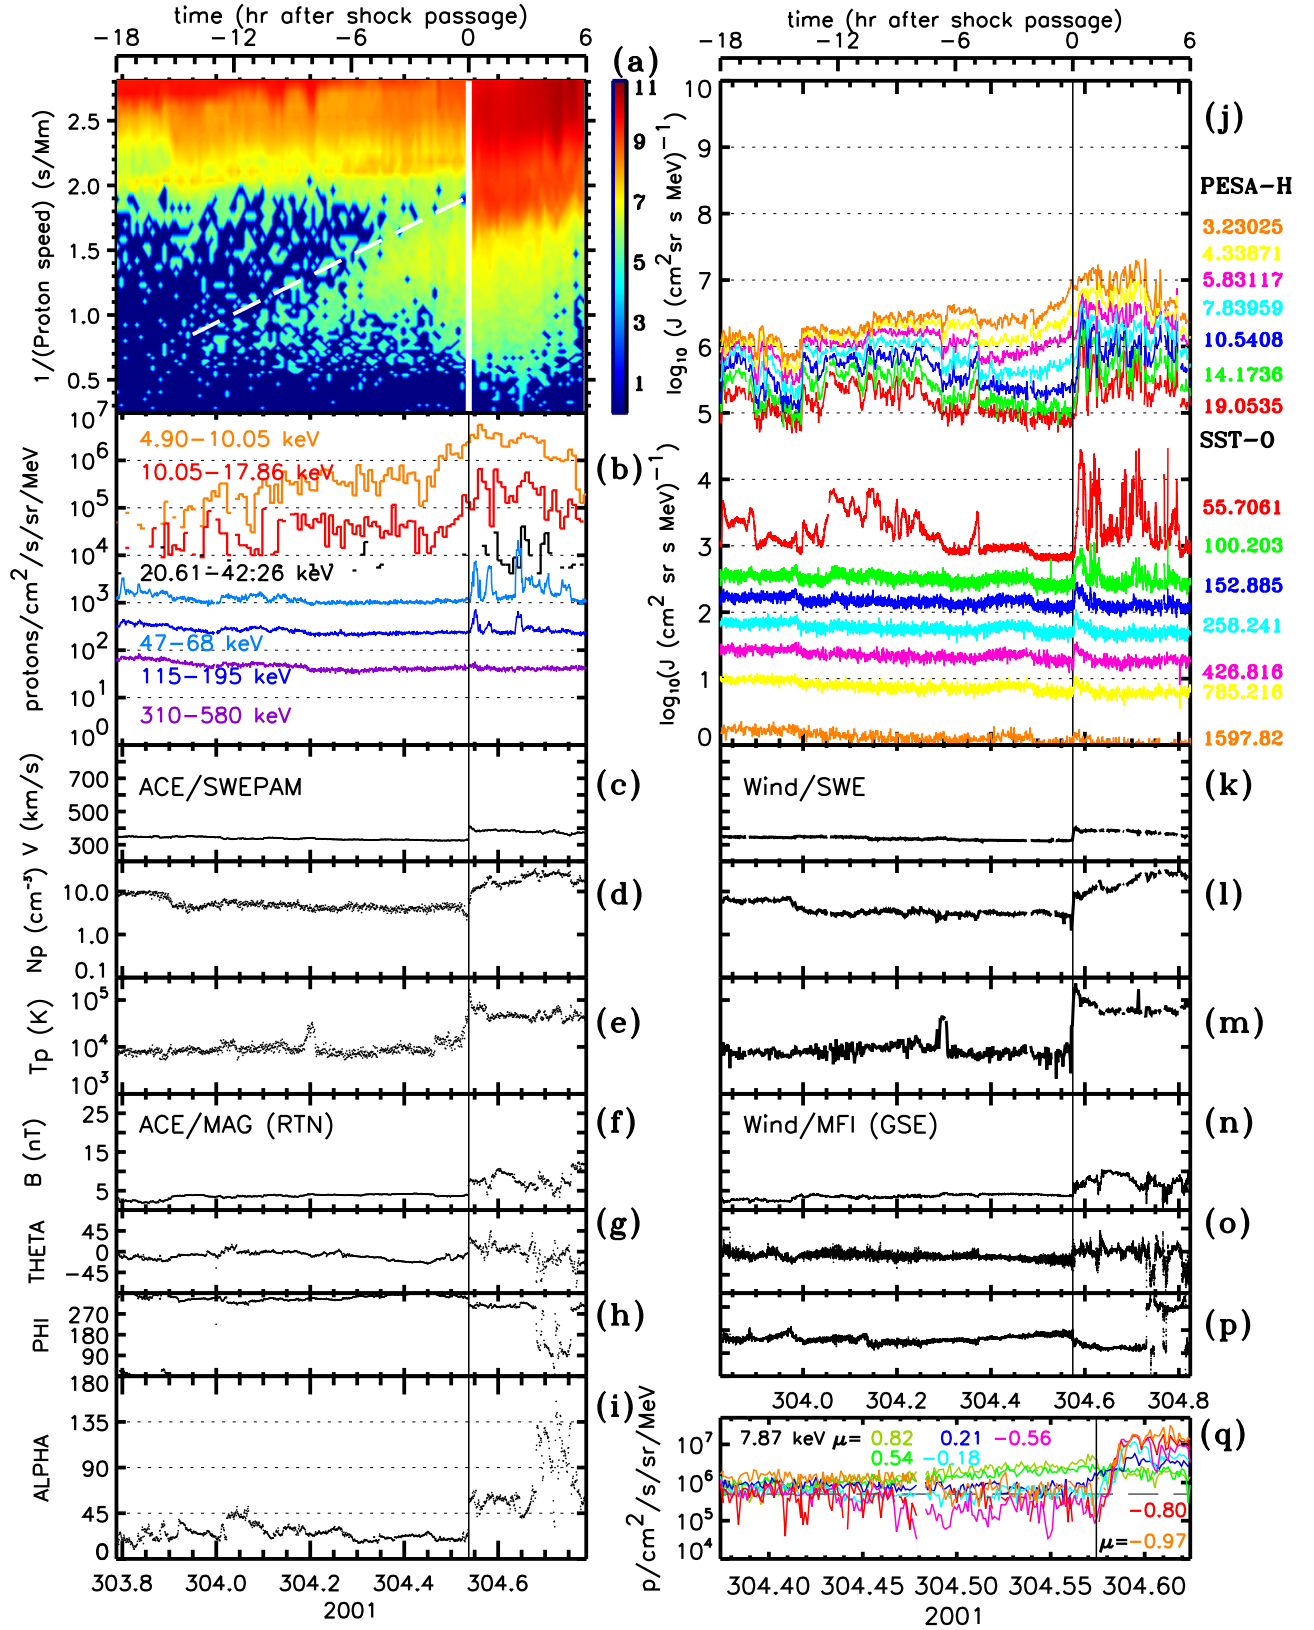 time (hr after shock passage)
-18 -12 -6 0 6
(a)
1/(Proton speed) (s/Mm)
2.5
2.0
1.5
1.0
0.5
11
9
7
5
3
1
(b)
protons/cm²/s/sr/MeV
10⁷
10⁶
10⁵
10⁴
10³
10²
10¹
10⁰
4.90−10.05 keV
10.05−17.86 keV
20.61−42.26 keV
47−68 keV
115−195 keV
310−580 keV
(c)
V (km/s)
700
500
300
ACE/SWEPAM
(d)
Np (cm⁻³)
10.0
1.0
0.1
(e)
Tp (K)
10⁵
10⁴
10³
(f)
B (nT)
25
15
5
ACE/MAG (RTN)
(g)
THETA
45
0
−45
(h)
PHI
270
180
90
(i)
ALPHA
180
135
90
45
0
303.8 304.0 304.2 304.4 304.6
2001
time (hr after shock passage)
-18 -12 -6 0 6
(j)
log₁₀(J (cm²sr s MeV)⁻¹
log₁₀(J (cm² sr s MeV)⁻¹
10
9
8
7
6
5
4
3
2
1
0
PESA−H
3.23025
4.33871
5.83117
7.83959
10.5408
14.1736
19.0535
SST−O
55.7061
100.203
152.885
258.241
426.816
785.216
1597.82
(k)
Wind/SWE
(l)
(m)
(n)
Wind/MFI (GSE)
(o)
(p)
304.0 304.2 304.4 304.6 304.8
(q)
p/cm²/s/sr/MeV
10⁷
10⁶
10⁵
10⁴
7.87 keV μ= 0.82 0.21 −0.56
0.54 −0.18
−0.80
μ=−0.97
304.40 304.45 304.50 304.55 304.60
2001